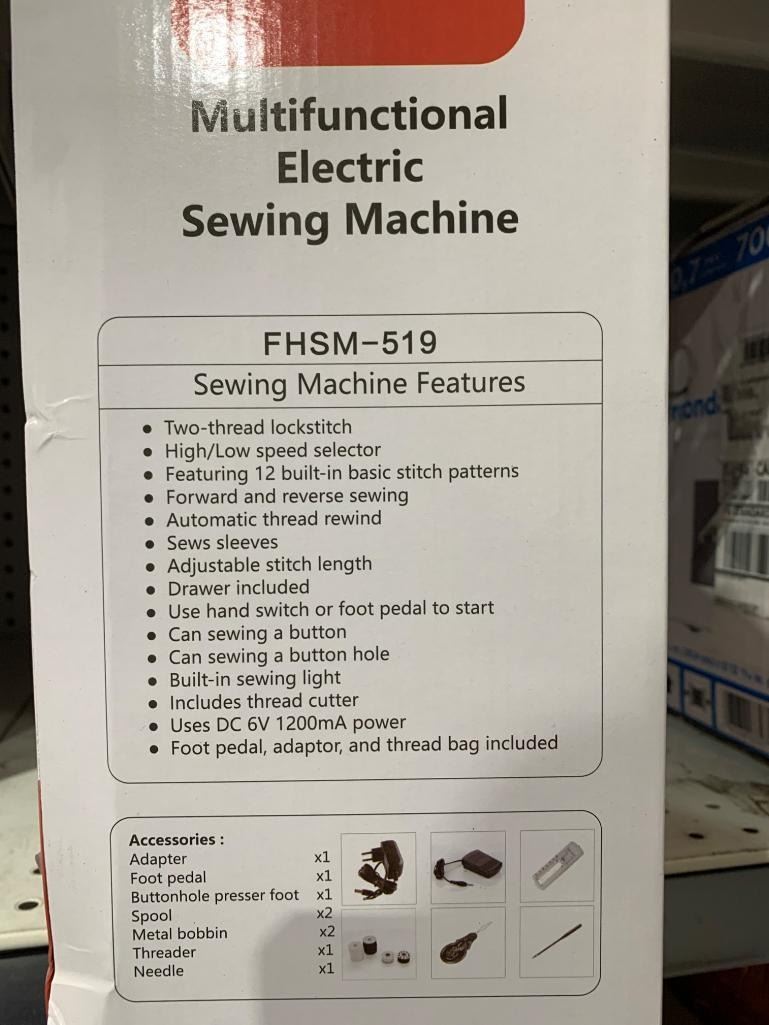 Multifunctional
Electric
Sewing Machine
FHSM-519
Sewing Machine Features
• Two-thread lockstitch
• High/Low speed selector
• Featuring 12 built-in basic stitch patterns
• Forward and reverse sewing
• Automatic thread rewind
• Sews sleeves
• Adjustable stitch length
• Drawer included
• Use hand switch or foot pedal to start
• Can sewing a button
• Can sewing a button hole
• Built-in sewing light
• Includes thread cutter
• Uses DC 6V 1200mA power
• Foot pedal, adaptor, and thread bag included
Accessories :
Adapter x1
Foot pedal x1
Buttonhole presser foot x1
Spool x2
Metal bobbin x2
Threader x1
Needle x1
0.7
700